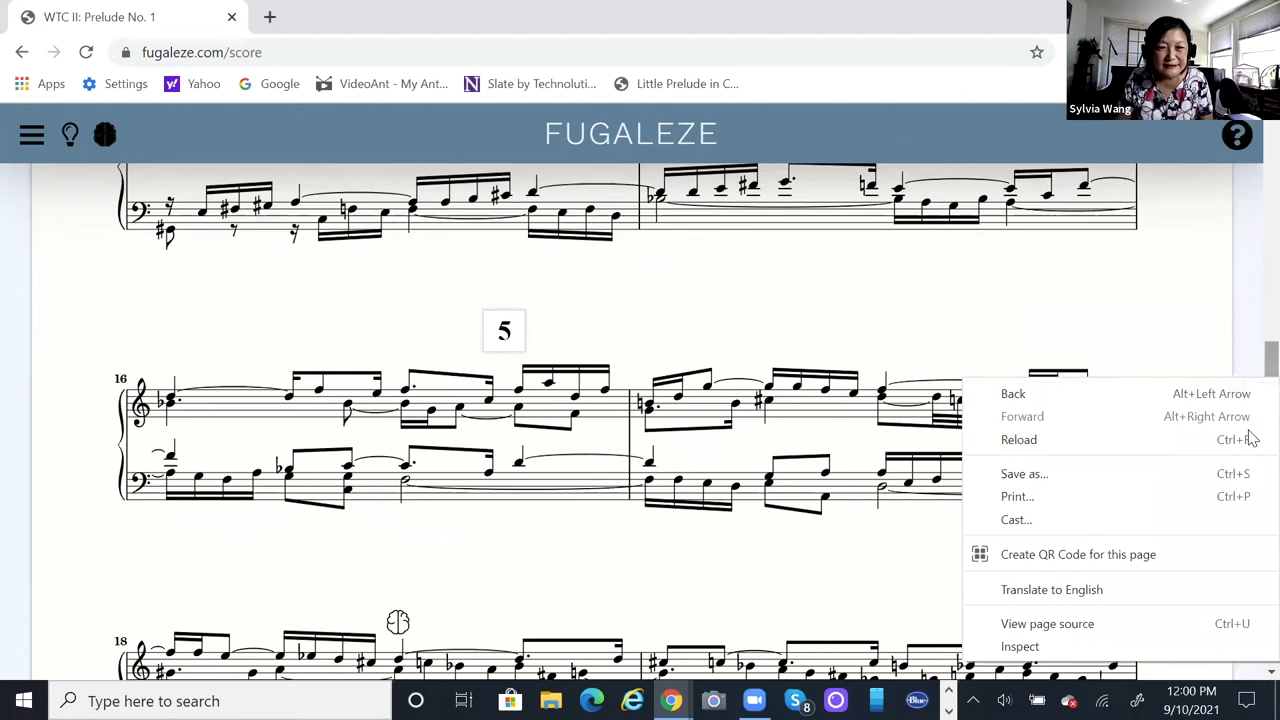 WTC II: Prelude No. 1
fugaleze.com/score
Apps Settings Yahoo Google VideoAnt - My Ant... Slate by Technoluti... Little Prelude in C...
Sylvia Wang
FUGALEZE
?
5
16
Back Alt+Left Arrow
Forward Alt+Right Arrow
Reload
Save as... Ctrl+S
Print... Ctrl+P
Cast...
Create QR Code for this page
Translate to English
View page source Ctrl+U
Inspect
18
Type here to search
8
Blue
12:00 PM
9/10/2021